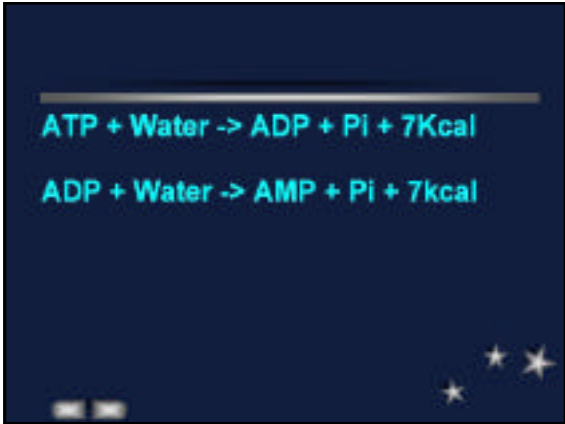 ATP + Water -> ADP + Pi + 7Kcal
ADP + Water -> AMP + Pi + 7kcal